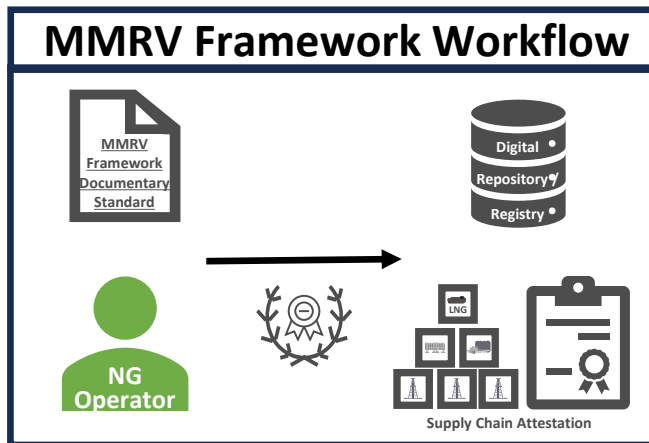 MMRV Framework Workflow
MMRV
Framework
Documentary
Standard
Digital
Repository/
Registry
NG
Operator
LNG
Supply Chain Attestation